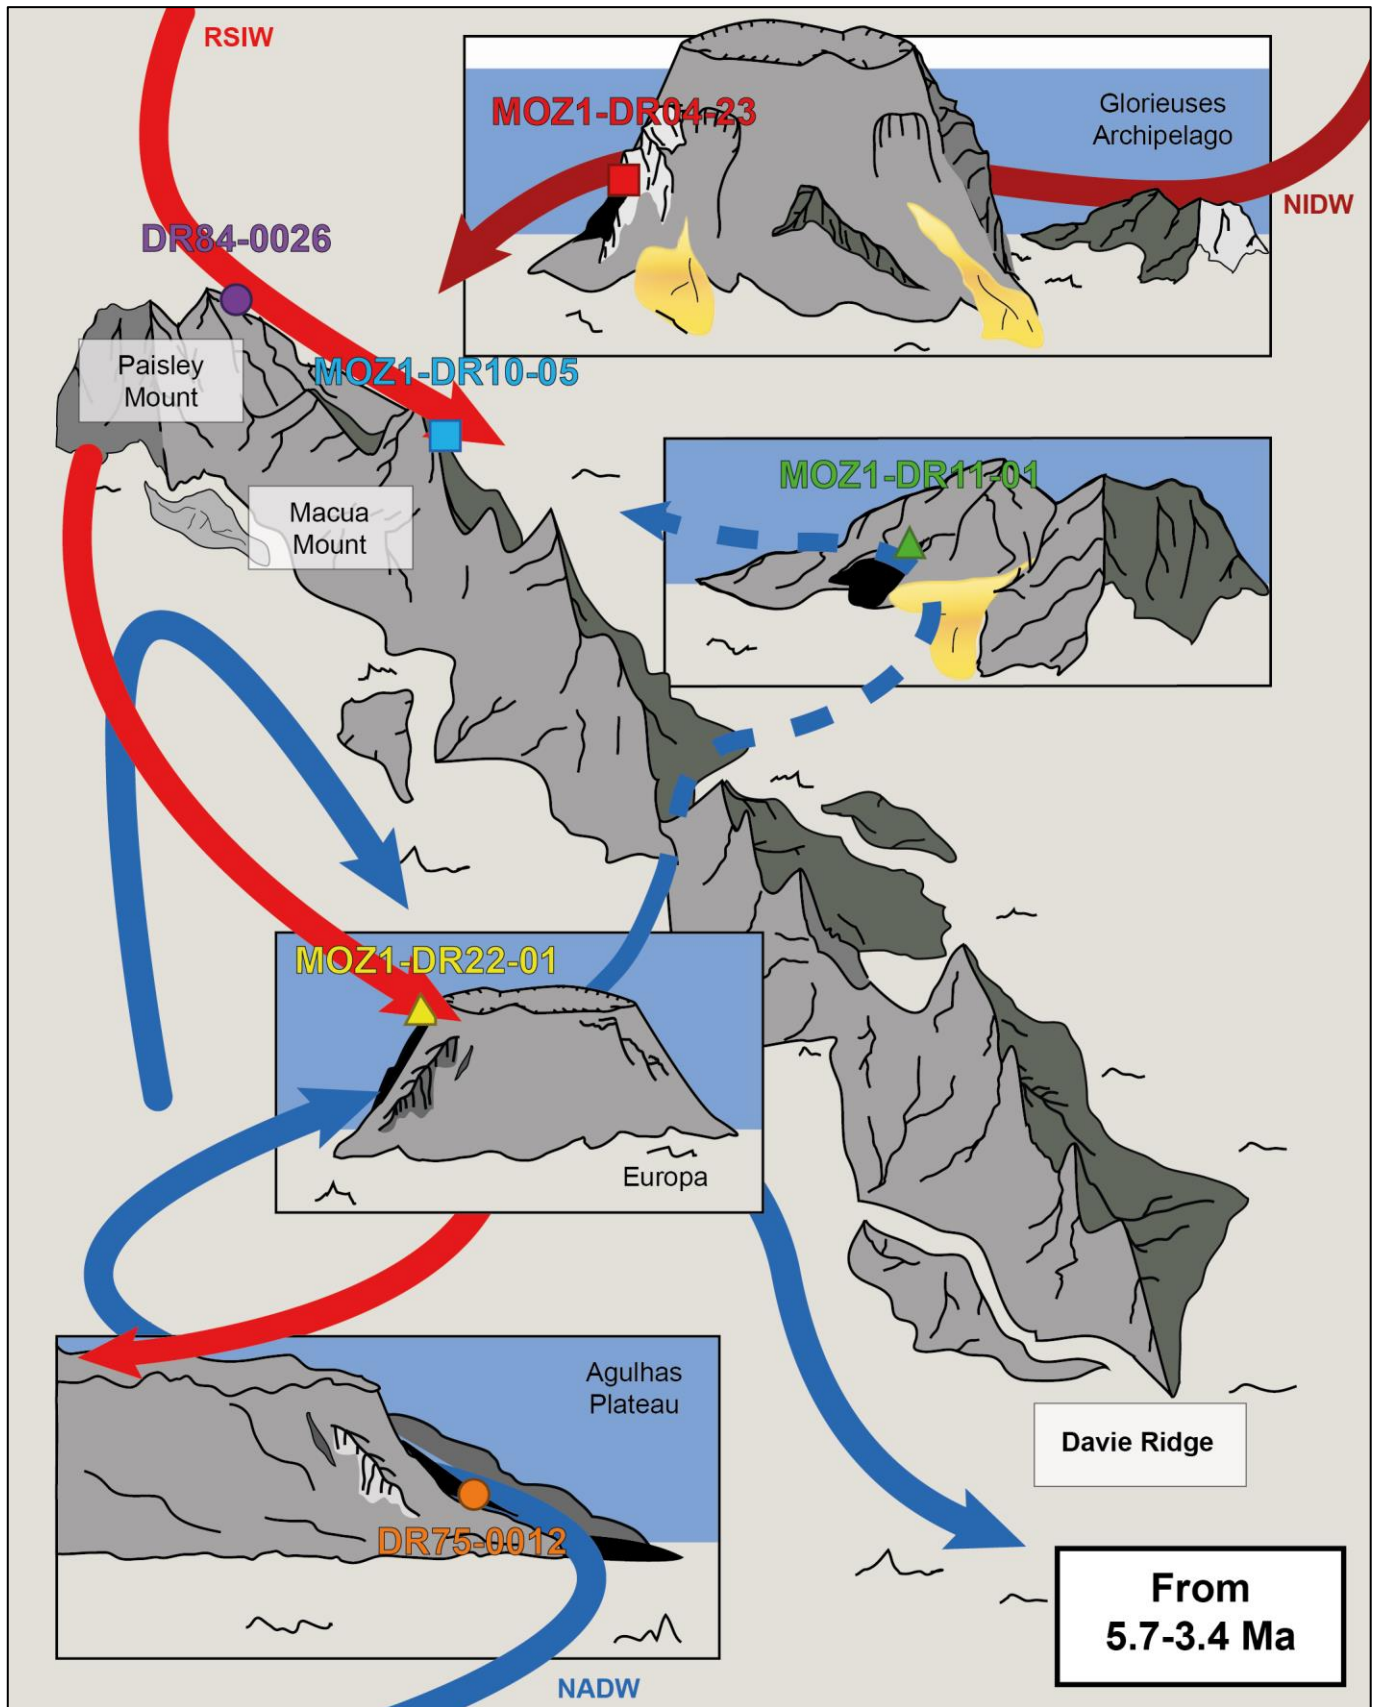 RSIW
MOZ1-DR04-23
Glorieuses
Archipelago
NIDW
DR84-0026
Paisley
Mount
MOZ1-DR10-05
MOZ1-DR11-01
Macua
Mount
MOZ1-DR22-01
Europa
Agulhas
Plateau
Davie Ridge
DR75-0012
From
5.7-3.4 Ma
NADW